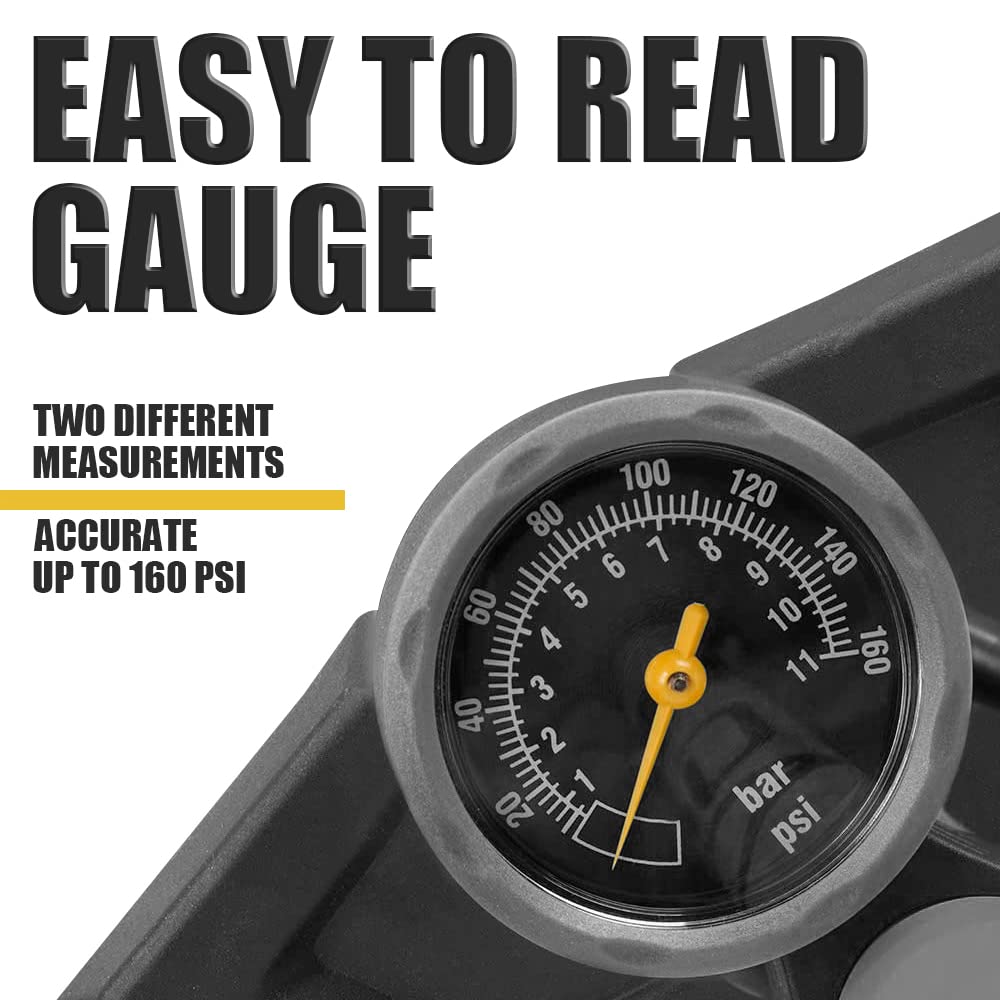 EASY TO READ
GAUGE
TWO DIFFERENT
MEASUREMENTS
ACCURATE
UP TO 160 PSI
20
40
60
80
100
120
140
160
1
2
3
4
5
6
7
8
9
10
11
bar
psi